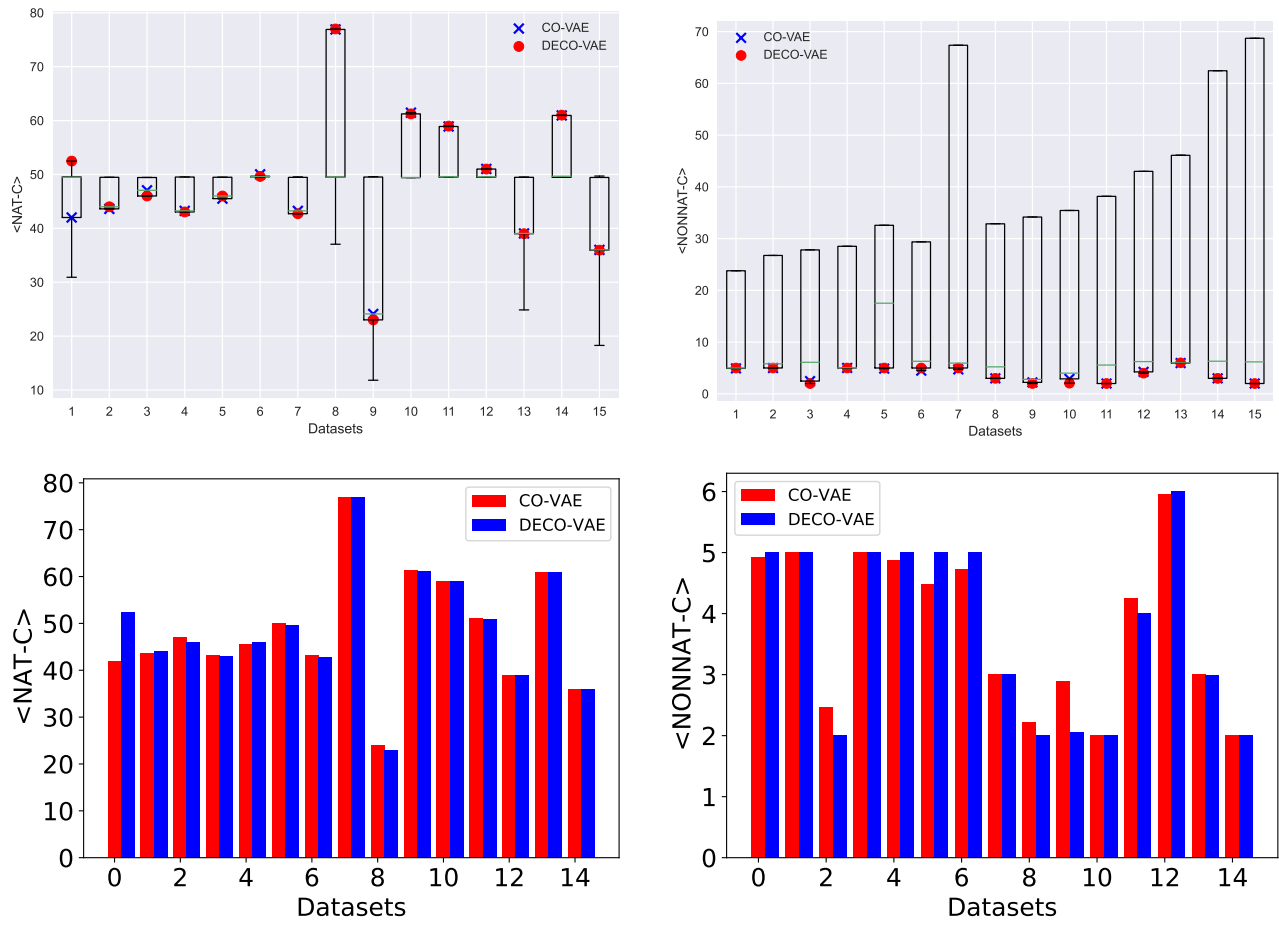 80
70
60
50
40
30
20
10
<NAT-C>
CO-VAE
DECO-VAE
1 2 3 4 5 6 7 8 9 10 11 12 13 14 15
Datasets
70
60
50
40
30
20
10
0
<NONNAT-C>
CO-VAE
DECO-VAE
1 2 3 4 5 6 7 8 9 10 11 12 13 14 15
Datasets
80
70
60
50
40
30
20
10
0
<NAT-C>
CO-VAE
DECO-VAE
0 2 4 6 8 10 12 14
Datasets
6
5
4
3
2
1
0
<NONNAT-C>
CO-VAE
DECO-VAE
0 2 4 6 8 10 12 14
Datasets